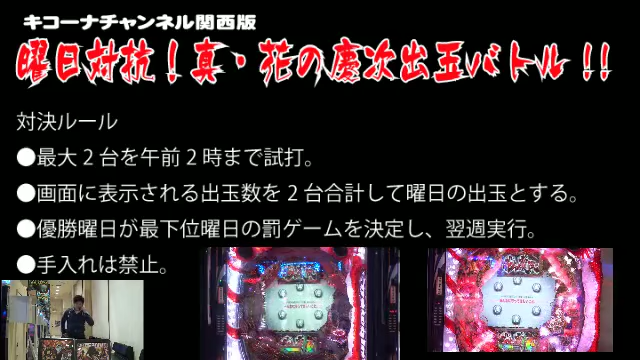 キコーナチャンネル関西版
曜日対抗！真・花の慶次出玉バトル！！
対決ルール
●最大２台を午前２時まで試打。
●画面に表示される出玉数を２台合計して曜日の出玉とする。
●優勝曜日が最下位曜日の罰ゲームを決定し、翌週実行。
●手入れは禁止。